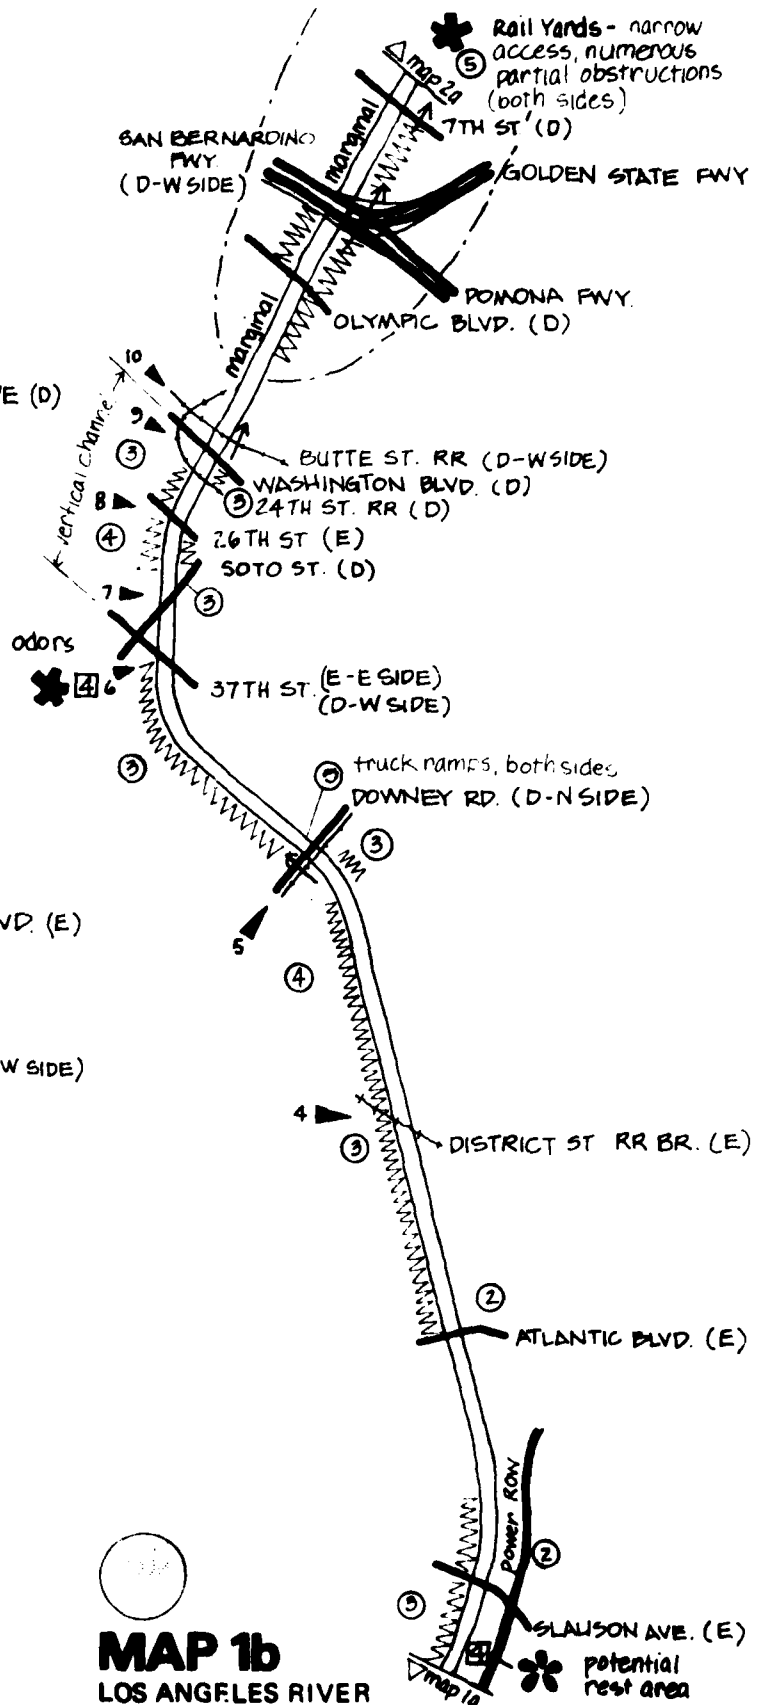 Rail Yards - narrow
access, numerous
partial obstructions
(both sides)
5
map 2a
7TH ST (D)
marginal
SAN BERNARDINO
FWY.
(D-W SIDE)
GOLDEN STATE FWY
POMONA FWY.
OLYMPIC BLVD. (D)
marginal
10
E (D)
9
3
vertical channel
BUTTE ST. RR (D-W SIDE)
WASHINGTON BLVD. (D)
8
3
24TH ST. RR (D)
4
26TH ST (E)
SOTO ST. (D)
7
3
odors
4
6
37TH ST. (E-E SIDE)
(D-W SIDE)
3
truck ramps, both sides
DOWNEY RD. (D-N SIDE)
3
3
VD. (E)
5
4
W SIDE)
4
3
DISTRICT ST RR BR. (E)
2
ATLANTIC BLVD. (E)
power ROW
2
3
SLAUSON AVE. (E)
4
potential
rest area
map 1a
MAP 1b
LOS ANGELES RIVER